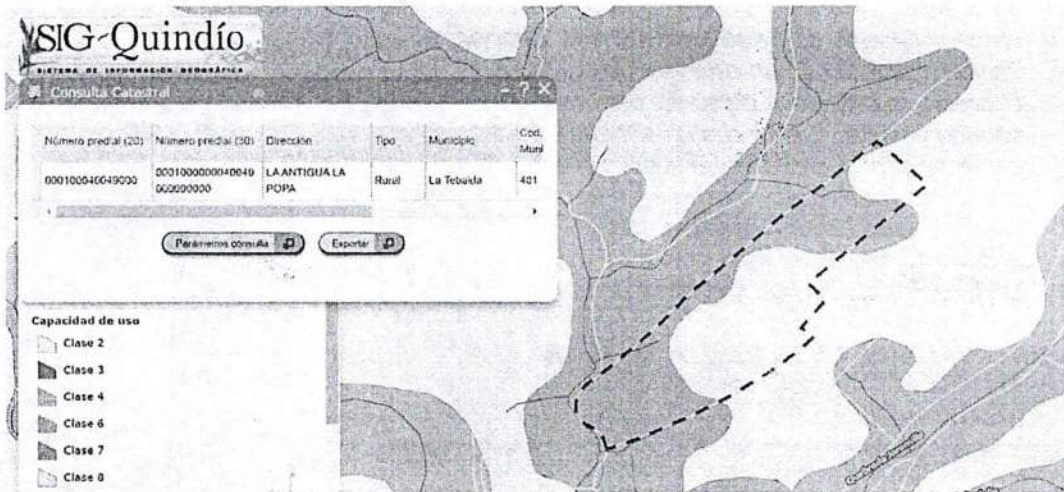 SIG-Quindío
SISTEMA DE INFORMACIÓN GEOGRÁFICA
Consulta Catastral
Número predial (20) Número predial (30) Dirección Tipo Municipio Cod. Muni
000100040049000 0001000000040049 000000000 LA ANTIGUA LA POPA Rural La Tebaida 401
Parámetros consulta Exportar
Capacidad de uso
Clase 2
Clase 3
Clase 4
Clase 6
Clase 7
Clase 8